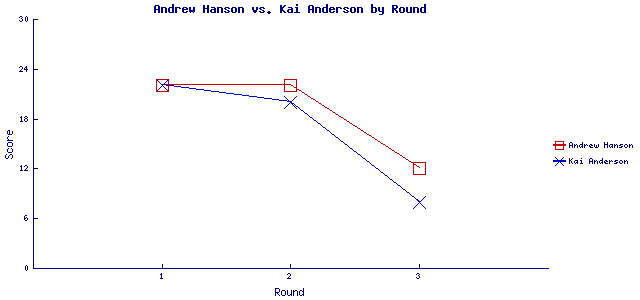 Andrew Hanson vs. Kai Anderson by Round
30
24
18
12
6
0
Score
1 2 3
Round
Andrew Hanson
Kai Anderson